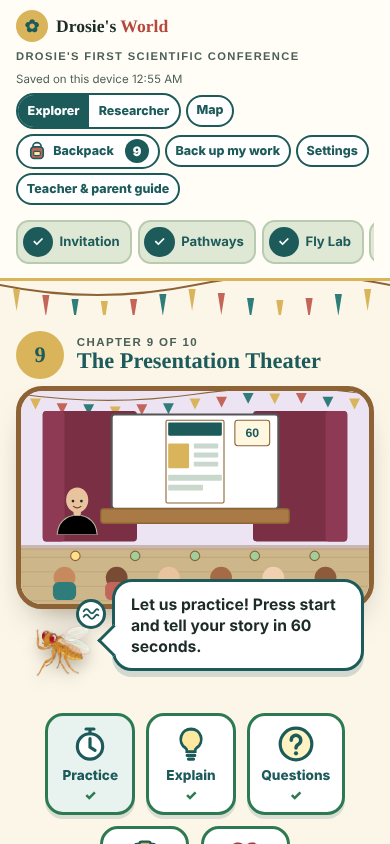 Drosie's World
DROSIE'S FIRST SCIENTIFIC CONFERENCE
Saved on this device 12:55 AM
Explorer
Researcher
Map
Backpack
9
Back up my work
Settings
Teacher & parent guide
Invitation
Pathways
Fly Lab
9
CHAPTER 9 OF 10
The Presentation Theater
60
Let us practice! Press start
and tell your story in 60
seconds.
Practice
Explain
Questions